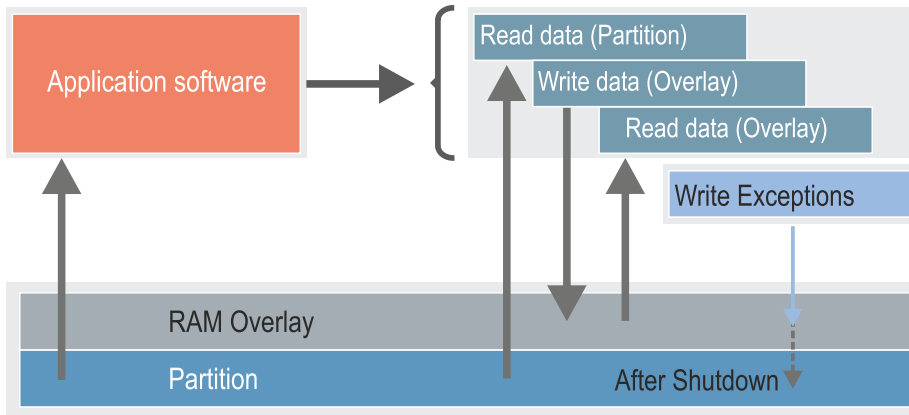 Application software
Read data (Partition)
Write data (Overlay)
Read data (Overlay)
Write Exceptions
RAM Overlay
Partition
After Shutdown